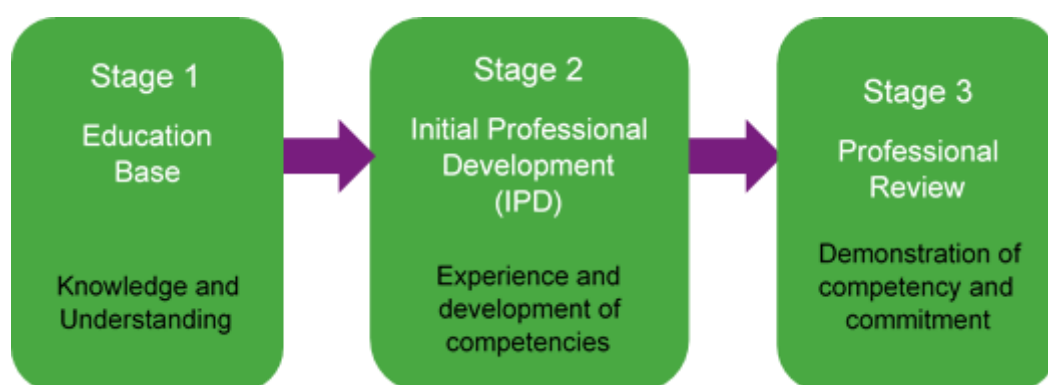 Stage 1
Education
Base
Knowledge and
Understanding
Stage 2
Initial Professional
Development
(IPD)
Experience and
development of
competencies
Stage 3
Professional
Review
Demonstration of
competency and
commitment